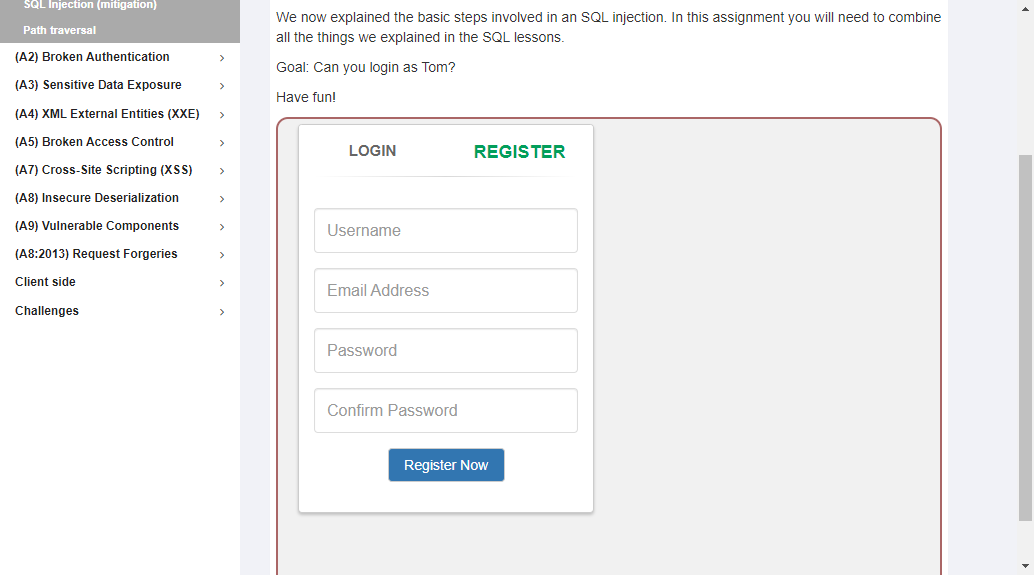 SQL Injection (mitigation)
Path traversal
(A2) Broken Authentication
(A3) Sensitive Data Exposure
(A4) XML External Entities (XXE)
(A5) Broken Access Control
(A7) Cross-Site Scripting (XSS)
(A8) Insecure Deserialization
(A9) Vulnerable Components
(A8:2013) Request Forgeries
Client side
Challenges
We now explained the basic steps involved in an SQL injection. In this assignment you will need to combine
all the things we explained in the SQL lessons.
Goal: Can you login as Tom?
Have fun!
LOGIN
REGISTER
Username
Email Address
Password
Confirm Password
Register Now